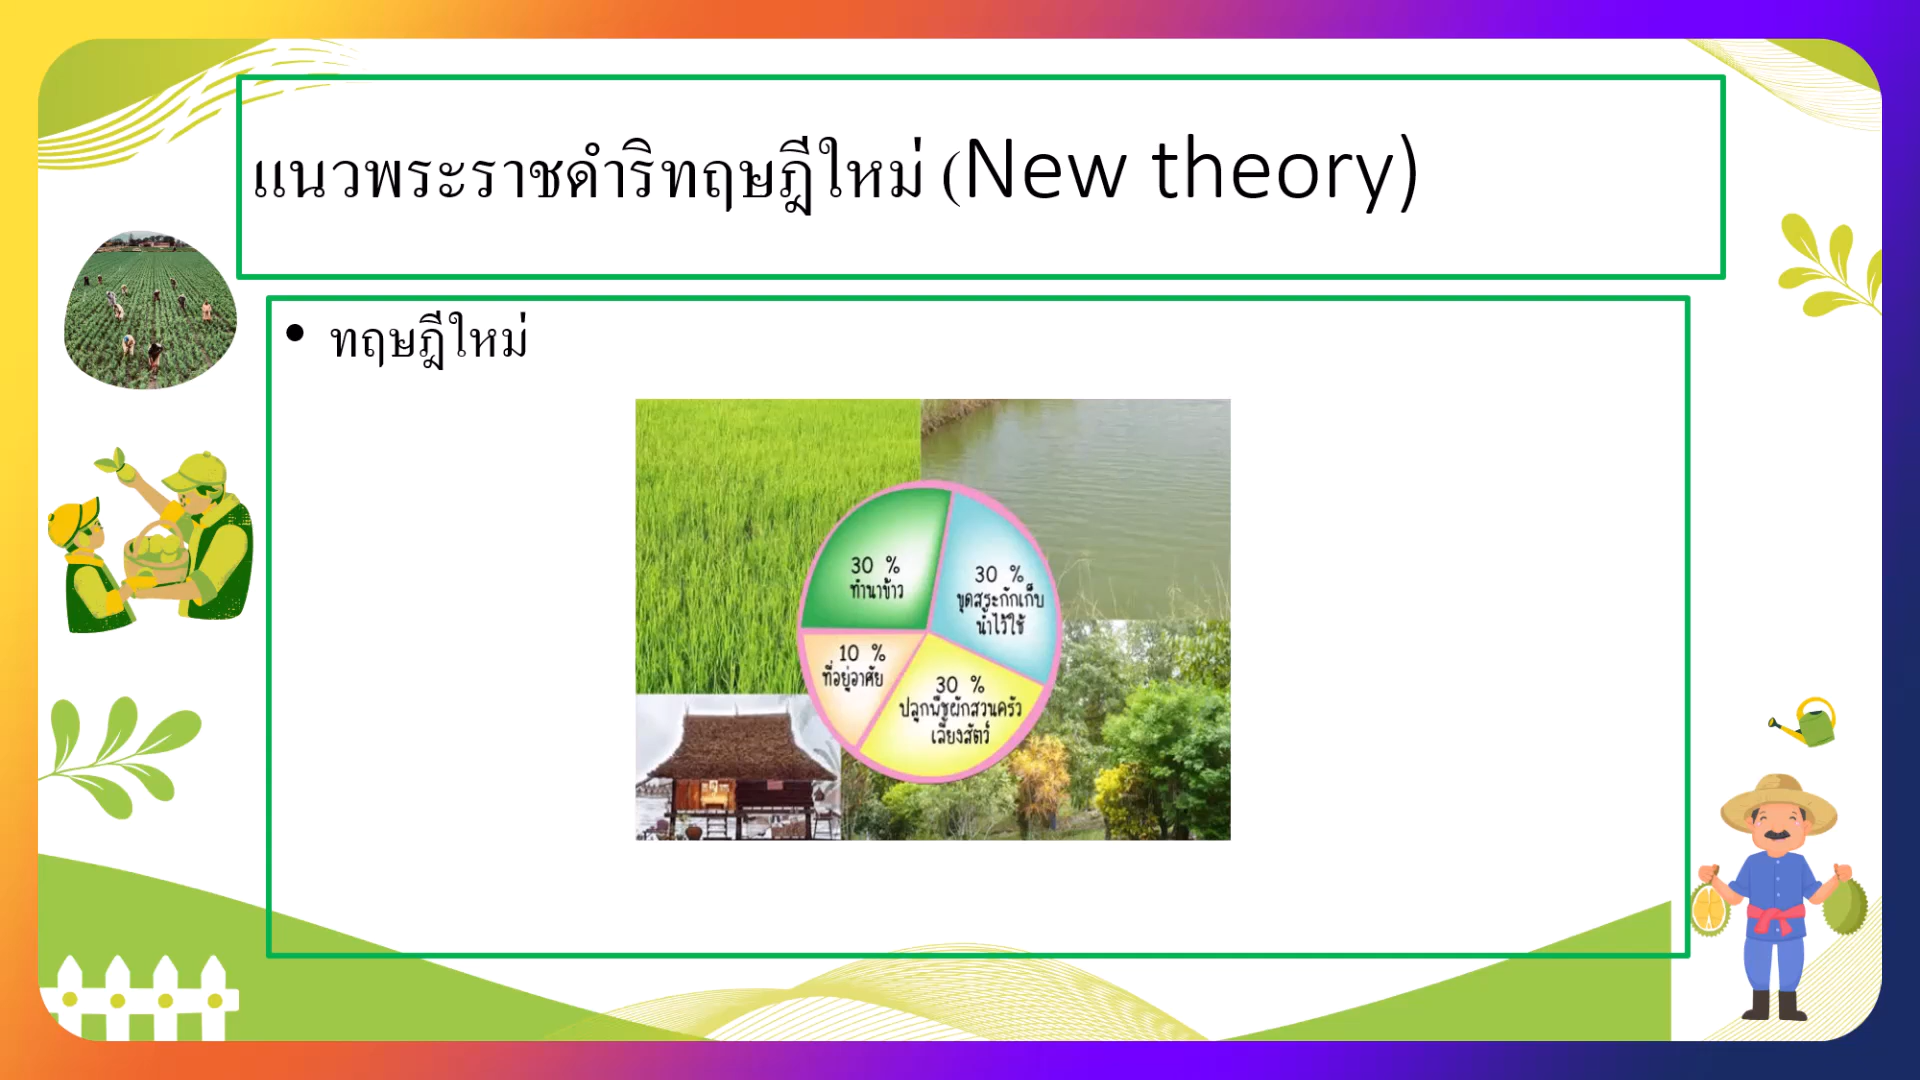 แนวพระราชดำริทฤษฎีใหม่ (New theory)
• ทฤษฎีใหม่
30 %
ทำนาข้าว
30 %
ขุดสระกักเก็บ
น้ำไว้ใช้
10 %
ที่อยู่อาศัย
30 %
ปลูกพืชผักสวนครัว
เลี้ยงสัตว์